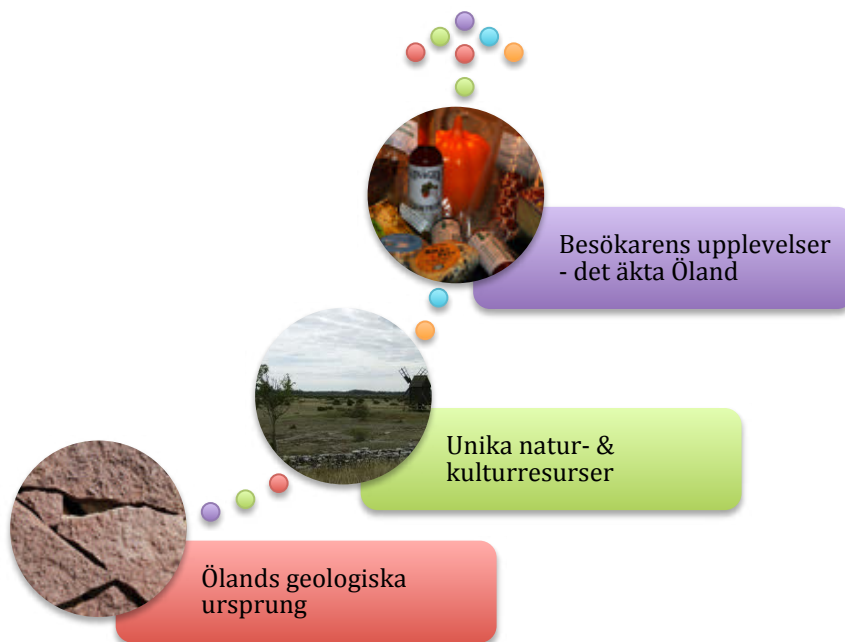 Besökarens upplevelser
- det äkta Öland
Unika natur- &
kulturresurser
Ölands geologiska
ursprung